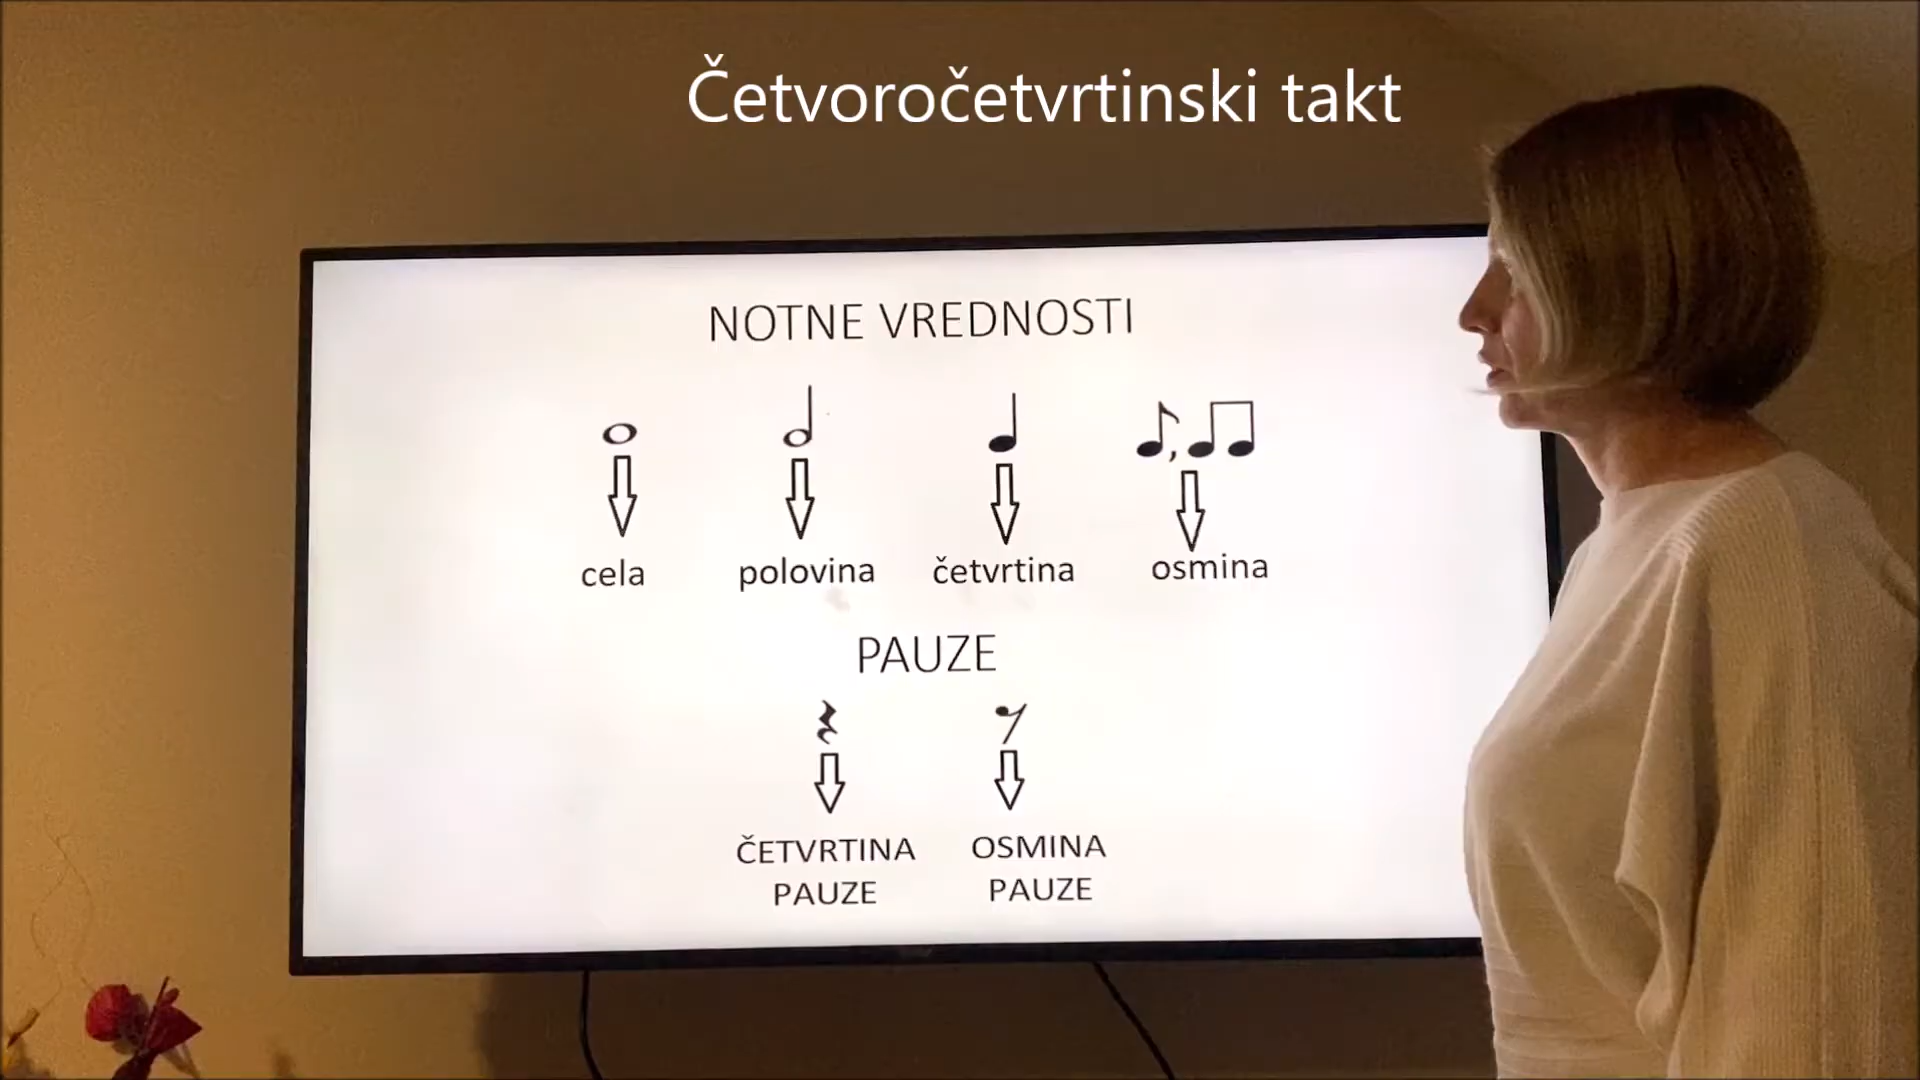 Četvoročetvrtinski takt
NOTNE VREDNOSTI
cela polovina četvrtina osmina
PAUZE
ČETVRTINA OSMINA
PAUZE PAUZE